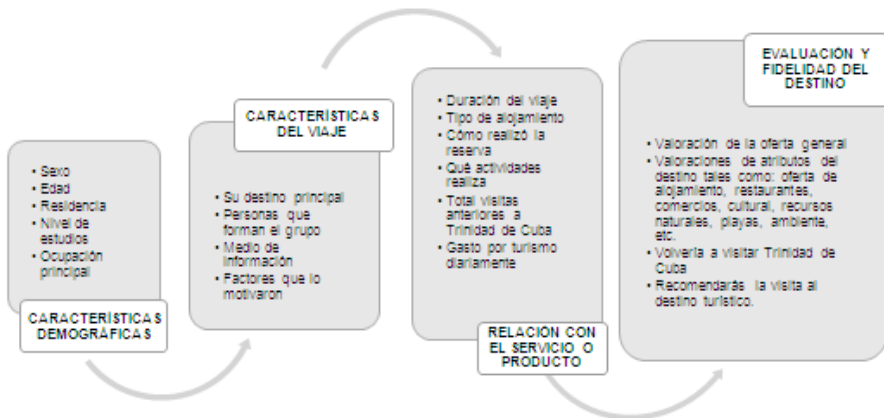 • Sexo
• Edad
• Residencia
• Nivel de
estudios
• Ocupación
principal
CARACTERÍSTICAS
DEMOGRÁFICAS
CARACTERÍSTICAS
DEL VIAJE
• Su destino principal
• Personas que
forman el grupo
• Medio de
información
• Factores que lo
motivaron
• Duración del viaje
• Tipo de alojamiento
• Cómo realizó la
reserva
• Qué actividades
realiza
• Total visitas
anteriores a
Trinidad de Cuba
• Gasto por turismo
diariamente
RELACIÓN CON
EL SERVICIO O
PRODUCTO
EVALUACIÓN Y
FIDELIDAD DEL
DESTINO
• Valoración de la oferta general
• Valoraciones de atributos del
destino tales como: oferta de
alojamiento, restaurantes,
comercios, cultural, recursos
naturales, playas, ambiente,
etc.
• Volvería a visitar Trinidad de
Cuba
• Recomendarás la visita al
destino turístico.